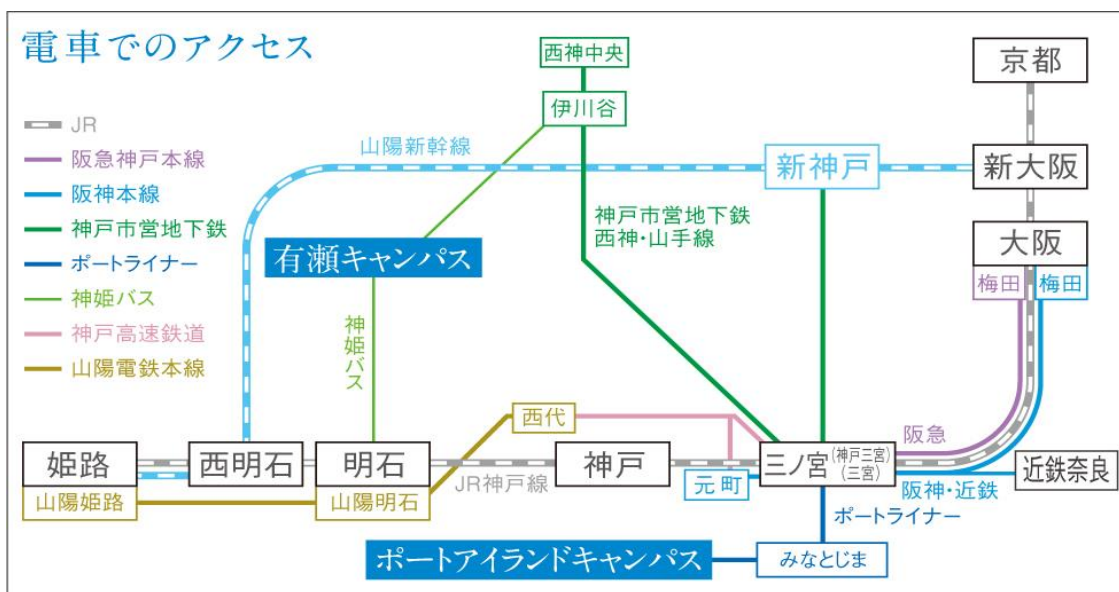 電車でのアクセス
JR
阪急神戸本線
阪神本線
神戸市営地下鉄
ポートライナー
神姫バス
神戸高速鉄道
山陽電鉄本線
西神中央
伊川谷
京都
山陽新幹線
新神戸
新大阪
神戸市営地下鉄
西神・山手線
有瀬キャンパス
大阪
梅田
梅田
神姫バス
西代
阪急
姫路
西明石
明石
神戸
三ノ宮
(神戸三宮)
(三宮)
近鉄奈良
山陽姫路
山陽明石
JR神戸線
元町
阪神・近鉄
ポートライナー
ポートアイランドキャンパス
みなとじま